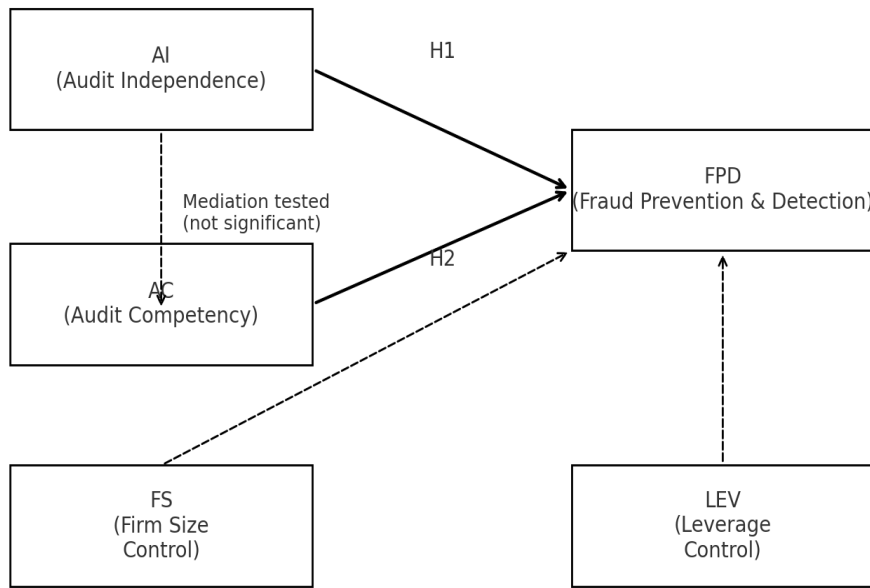 AI
(Audit Independence)
H1
FPD
(Fraud Prevention & Detection)
Mediation tested
(not significant)
H2
AC
(Audit Competency)
FS
(Firm Size
Control)
LEV
(Leverage
Control)